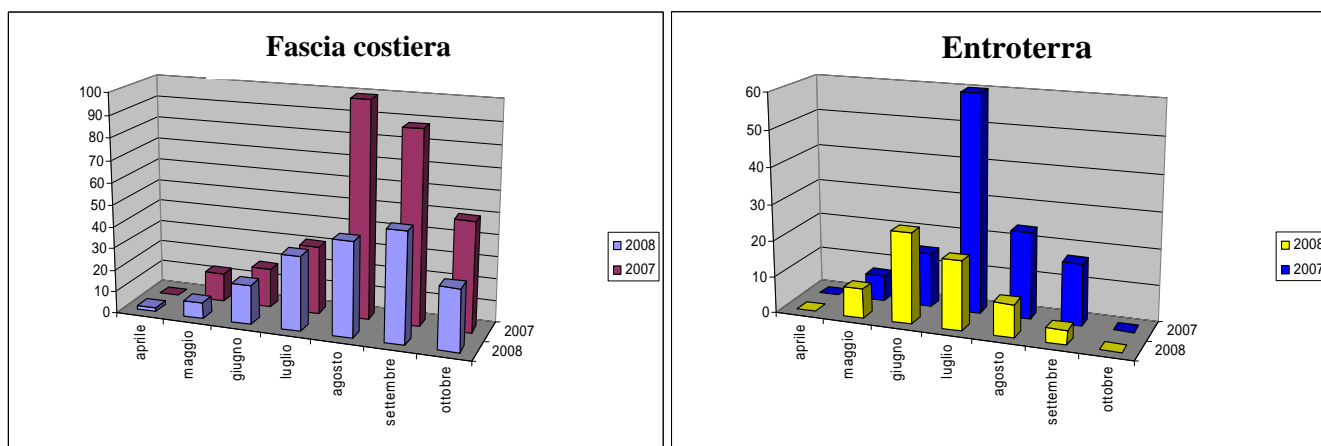 Fascia costiera
100
90
80
70
60
50
40
30
20
10
0
aprile
maggio
giugno
luglio
agosto
settembre
ottobre
2007
2008
2008
2007
Entroterra
60
50
40
30
20
10
0
aprile
maggio
giugno
luglio
agosto
settembre
ottobre
2007
2008
2008
2007